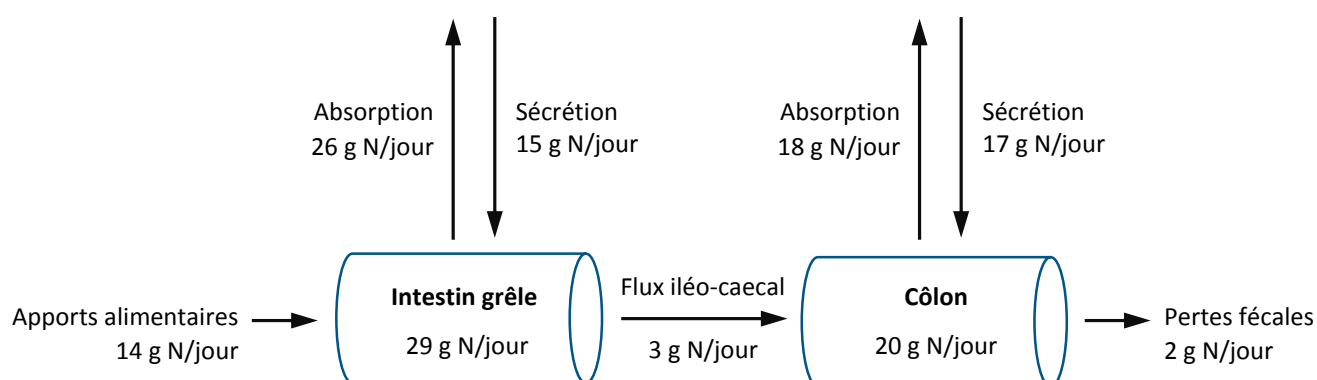 Absorption
26 g N/jour
Sécrétion
15 g N/jour
Absorption
18 g N/jour
Sécrétion
17 g N/jour
Apports alimentaires
14 g N/jour
Intestin grêle
29 g N/jour
Flux iléo-caecal
3 g N/jour
Côlon
20 g N/jour
Pertes fécales
2 g N/jour